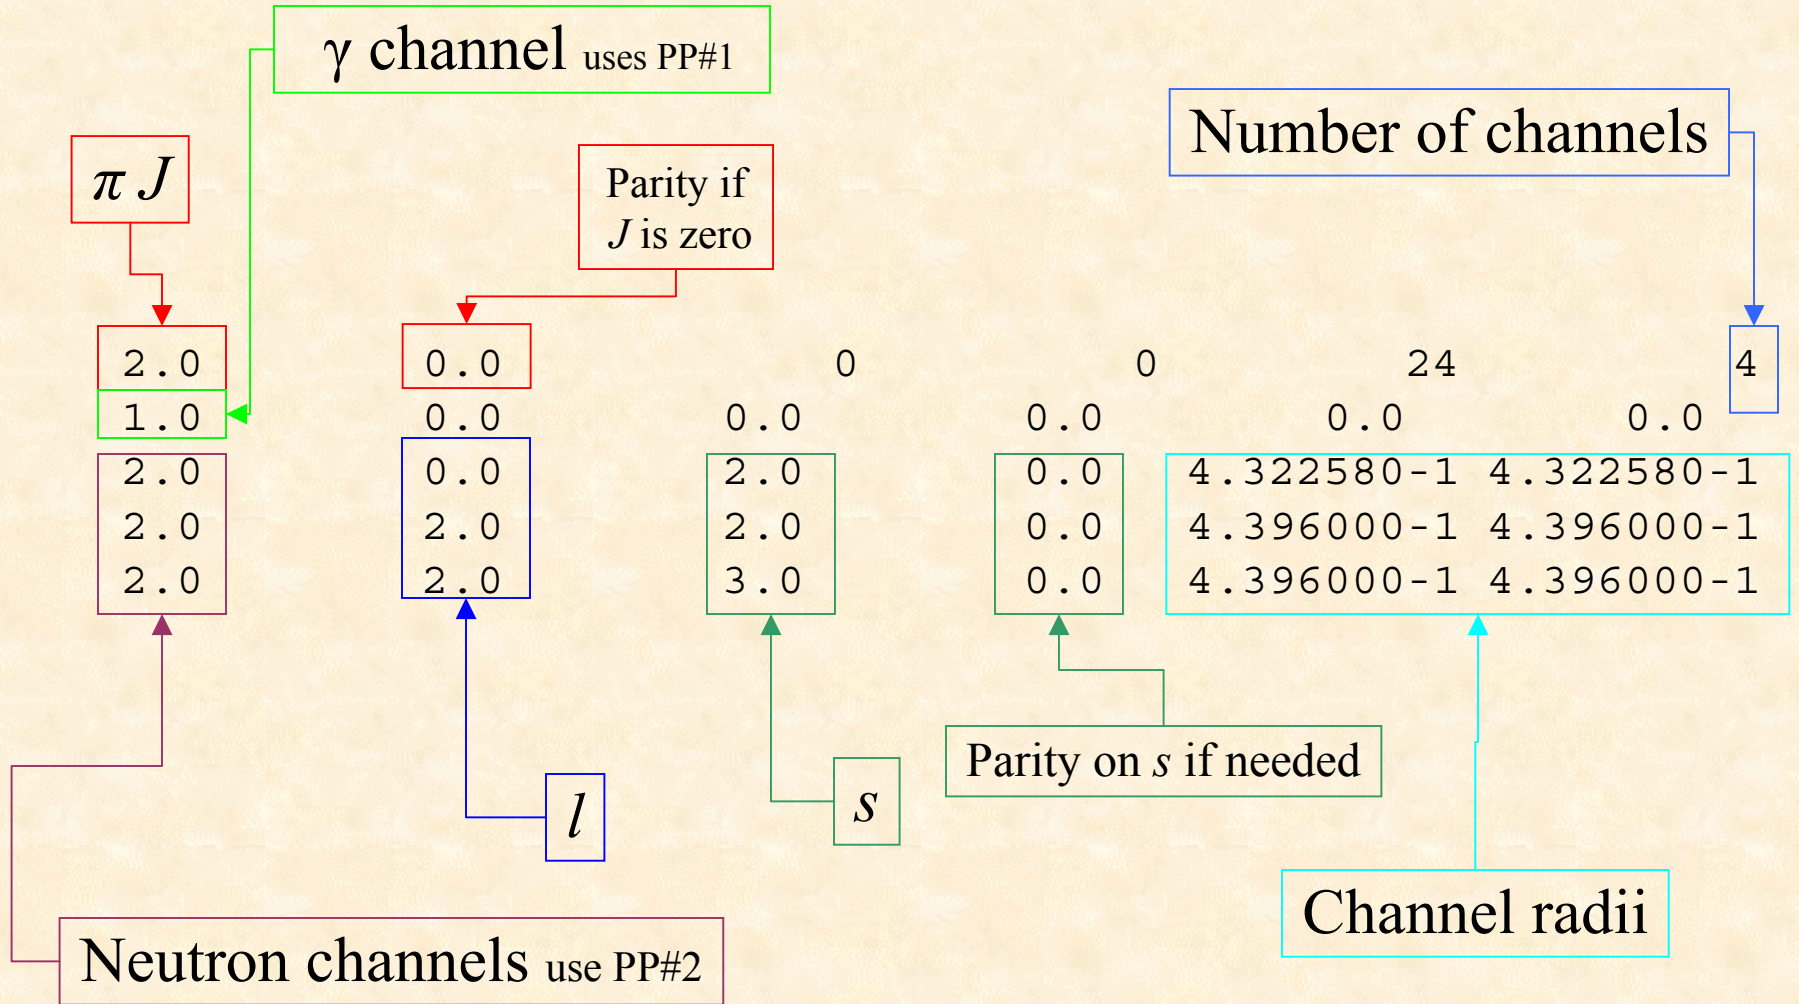 γ channel uses PP#1
Number of channels
π J
Parity if
J is zero
2.0 0.0 0 0 24 4
1.0 0.0 0.0 0.0 0.0 0.0
2.0 0.0 2.0 0.0 4.322580-1 4.322580-1
2.0 2.0 2.0 0.0 4.396000-1 4.396000-1
2.0 2.0 3.0 0.0 4.396000-1 4.396000-1
Parity on s if needed
l
s
Channel radii
Neutron channels use PP#2